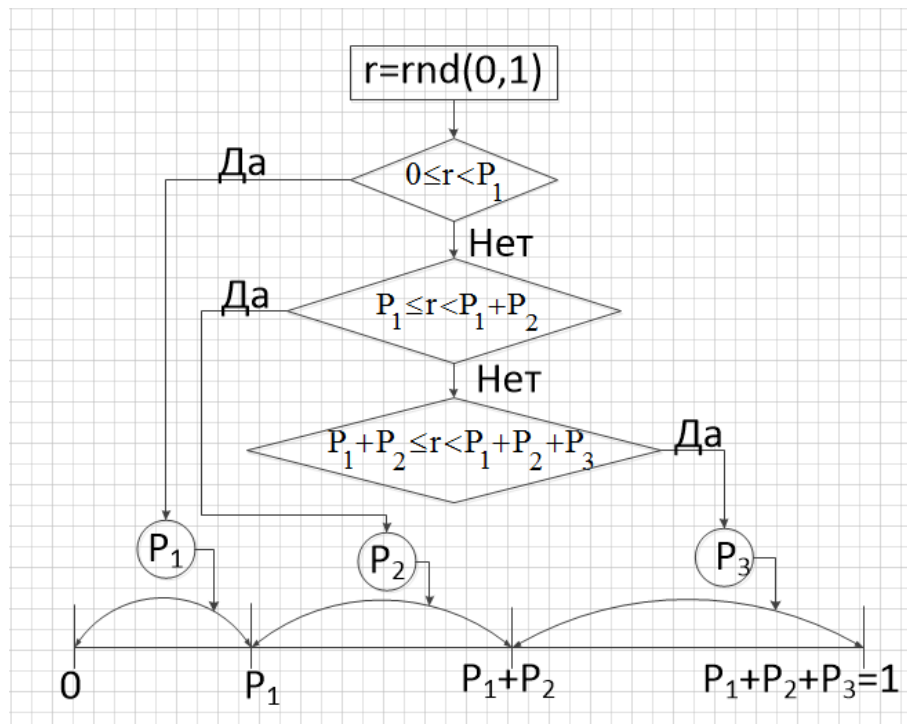 r=rnd(0,1)
Да
0≤r<P₁
Нет
Да
P₁≤r<P₁+P₂
Нет
P₁+P₂≤r<P₁+P₂+P₃
Да
P₁
P₂
P₃
0
P₁
P₁+P₂
P₁+P₂+P₃=1